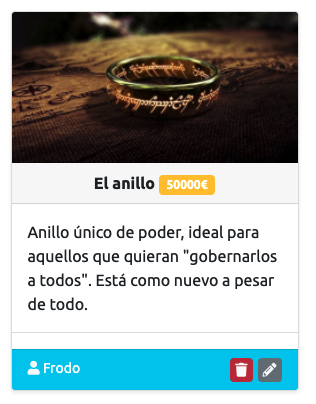 El anillo 50000€
Anillo único de poder, ideal para
aquellos que quieran "gobernarlos
a todos". Está como nuevo a pesar
de todo.
Frodo